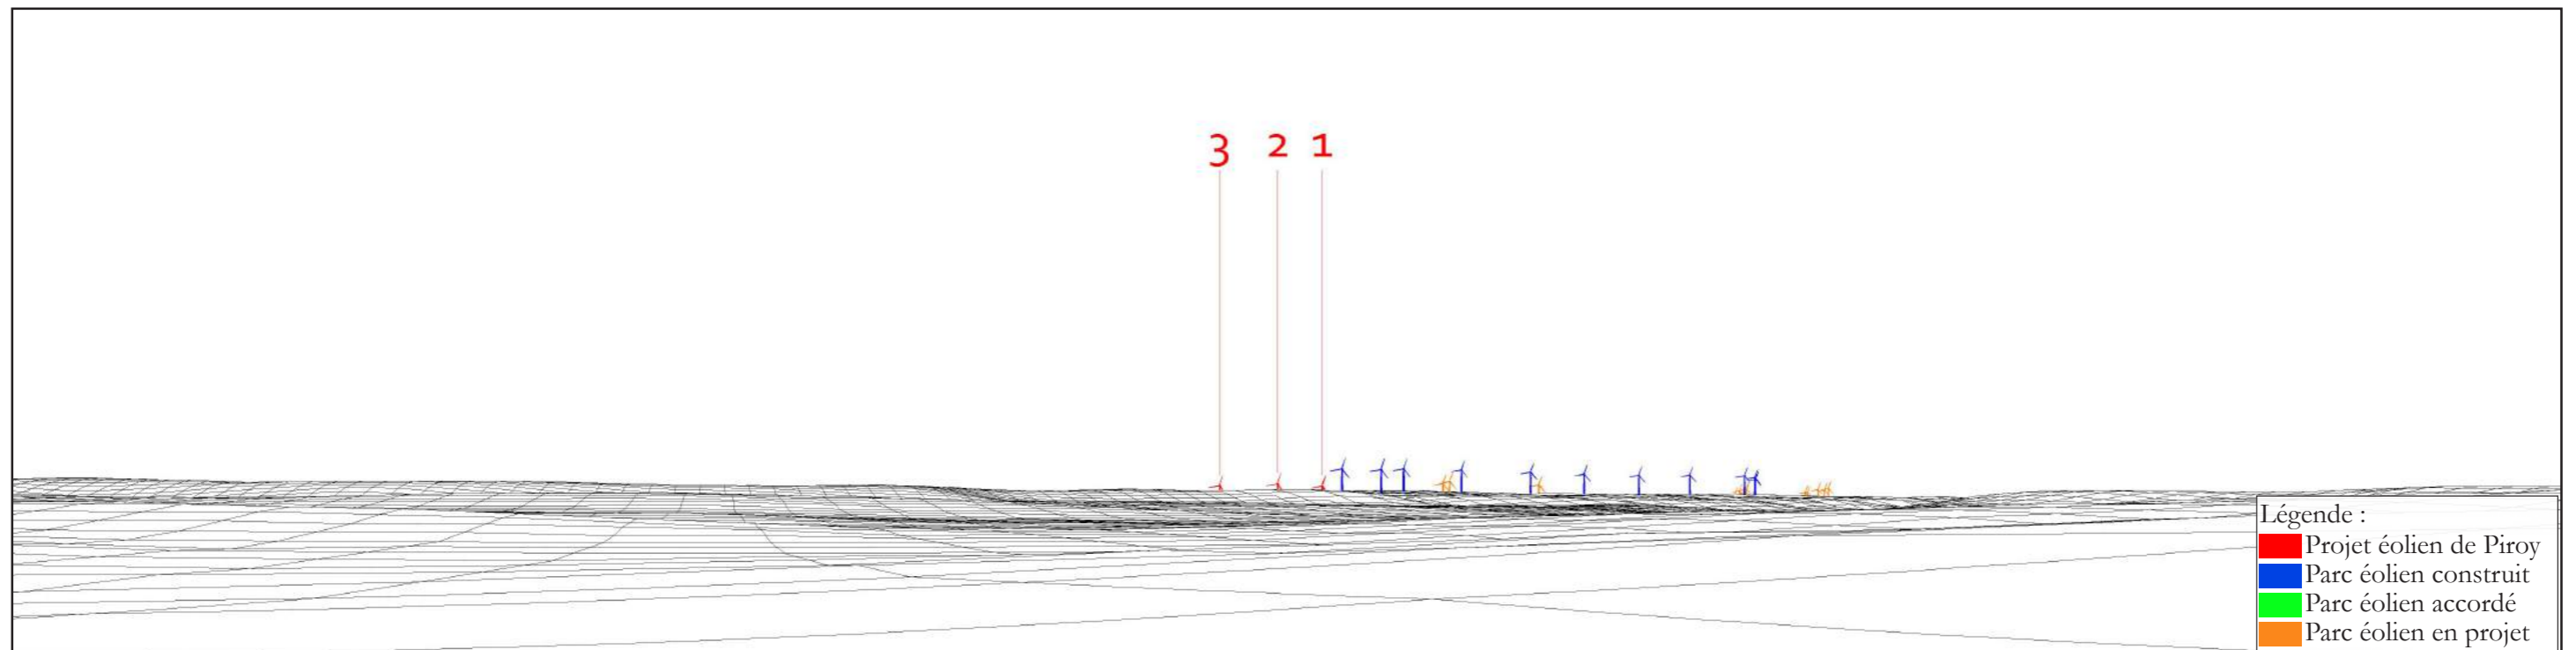 3 2 1
Légende :
Projet éolien de Piroy
Parc éolien construit
Parc éolien accordé
Parc éolien en projet